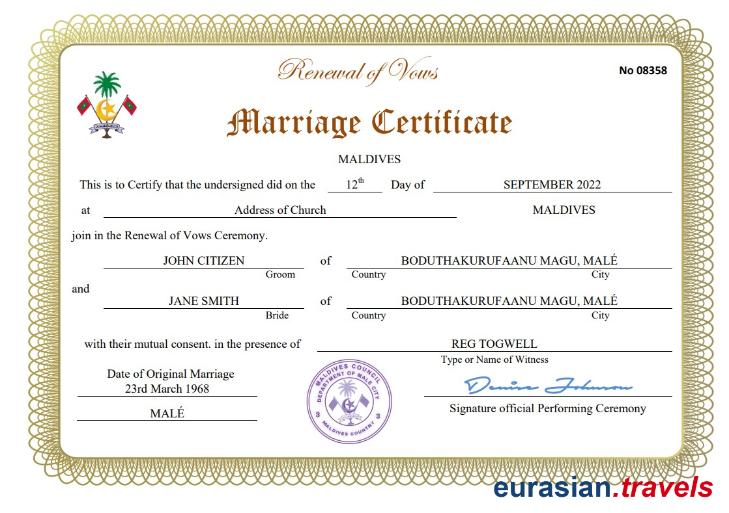 Renewal of Vows
No 08358
Marriage Certificate
MALDIVES
This is to Certify that the undersigned did on the 12th Day of SEPTEMBER 2022
at Address of Church MALDIVES
join in the Renewal of Vows Ceremony.
JOHN CITIZEN of BODUTHAKURUFAANU MAGU, MALÉ
Groom Country City
and
JANE SMITH of BODUTHAKURUFAANU MAGU, MALÉ
Bride Country City
with their mutual consent. in the presence of REG TOGWELL
Type or Name of Witness
Date of Original Marriage
23rd March 1968
MALÉ
MALDIVES COUNCIL
DEPARTMENT OF MALE CITY
3 3
MALDIVES COUNTRY
Denise Johnson
Signature official Performing Ceremony
eurasian.travels